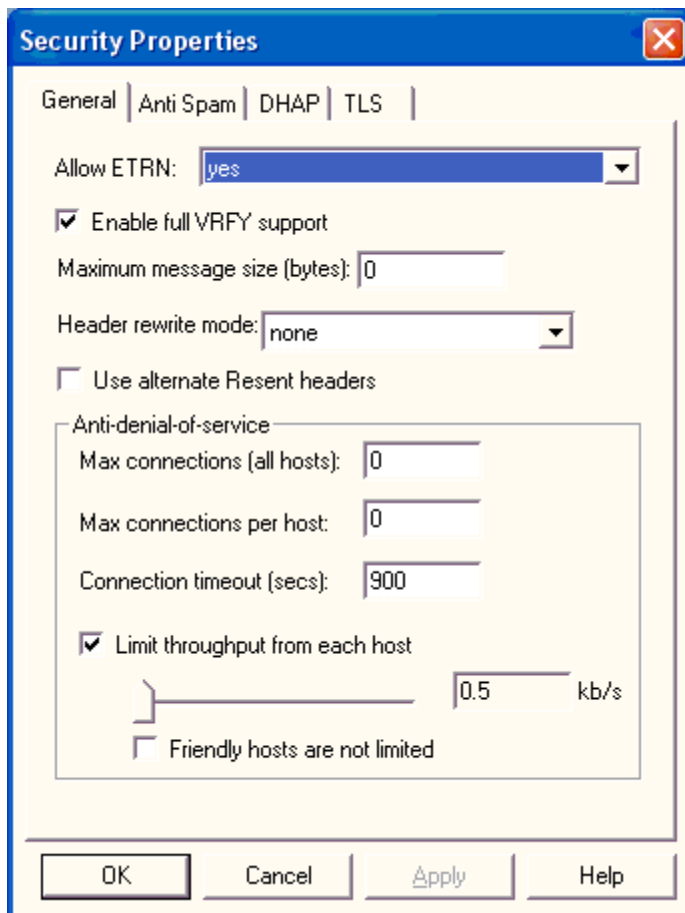 Security Properties
General Anti Spam DHAP TLS
Allow ETRN: yes
Enable full VRFY support
Maximum message size (bytes): 0
Header rewrite mode: none
Use alternate Resent headers
Anti-denial-of-service
Max connections (all hosts): 0
Max connections per host: 0
Connection timeout (secs): 900
Limit throughput from each host
0.5 kb/s
Friendly hosts are not limited
OK Cancel Apply Help